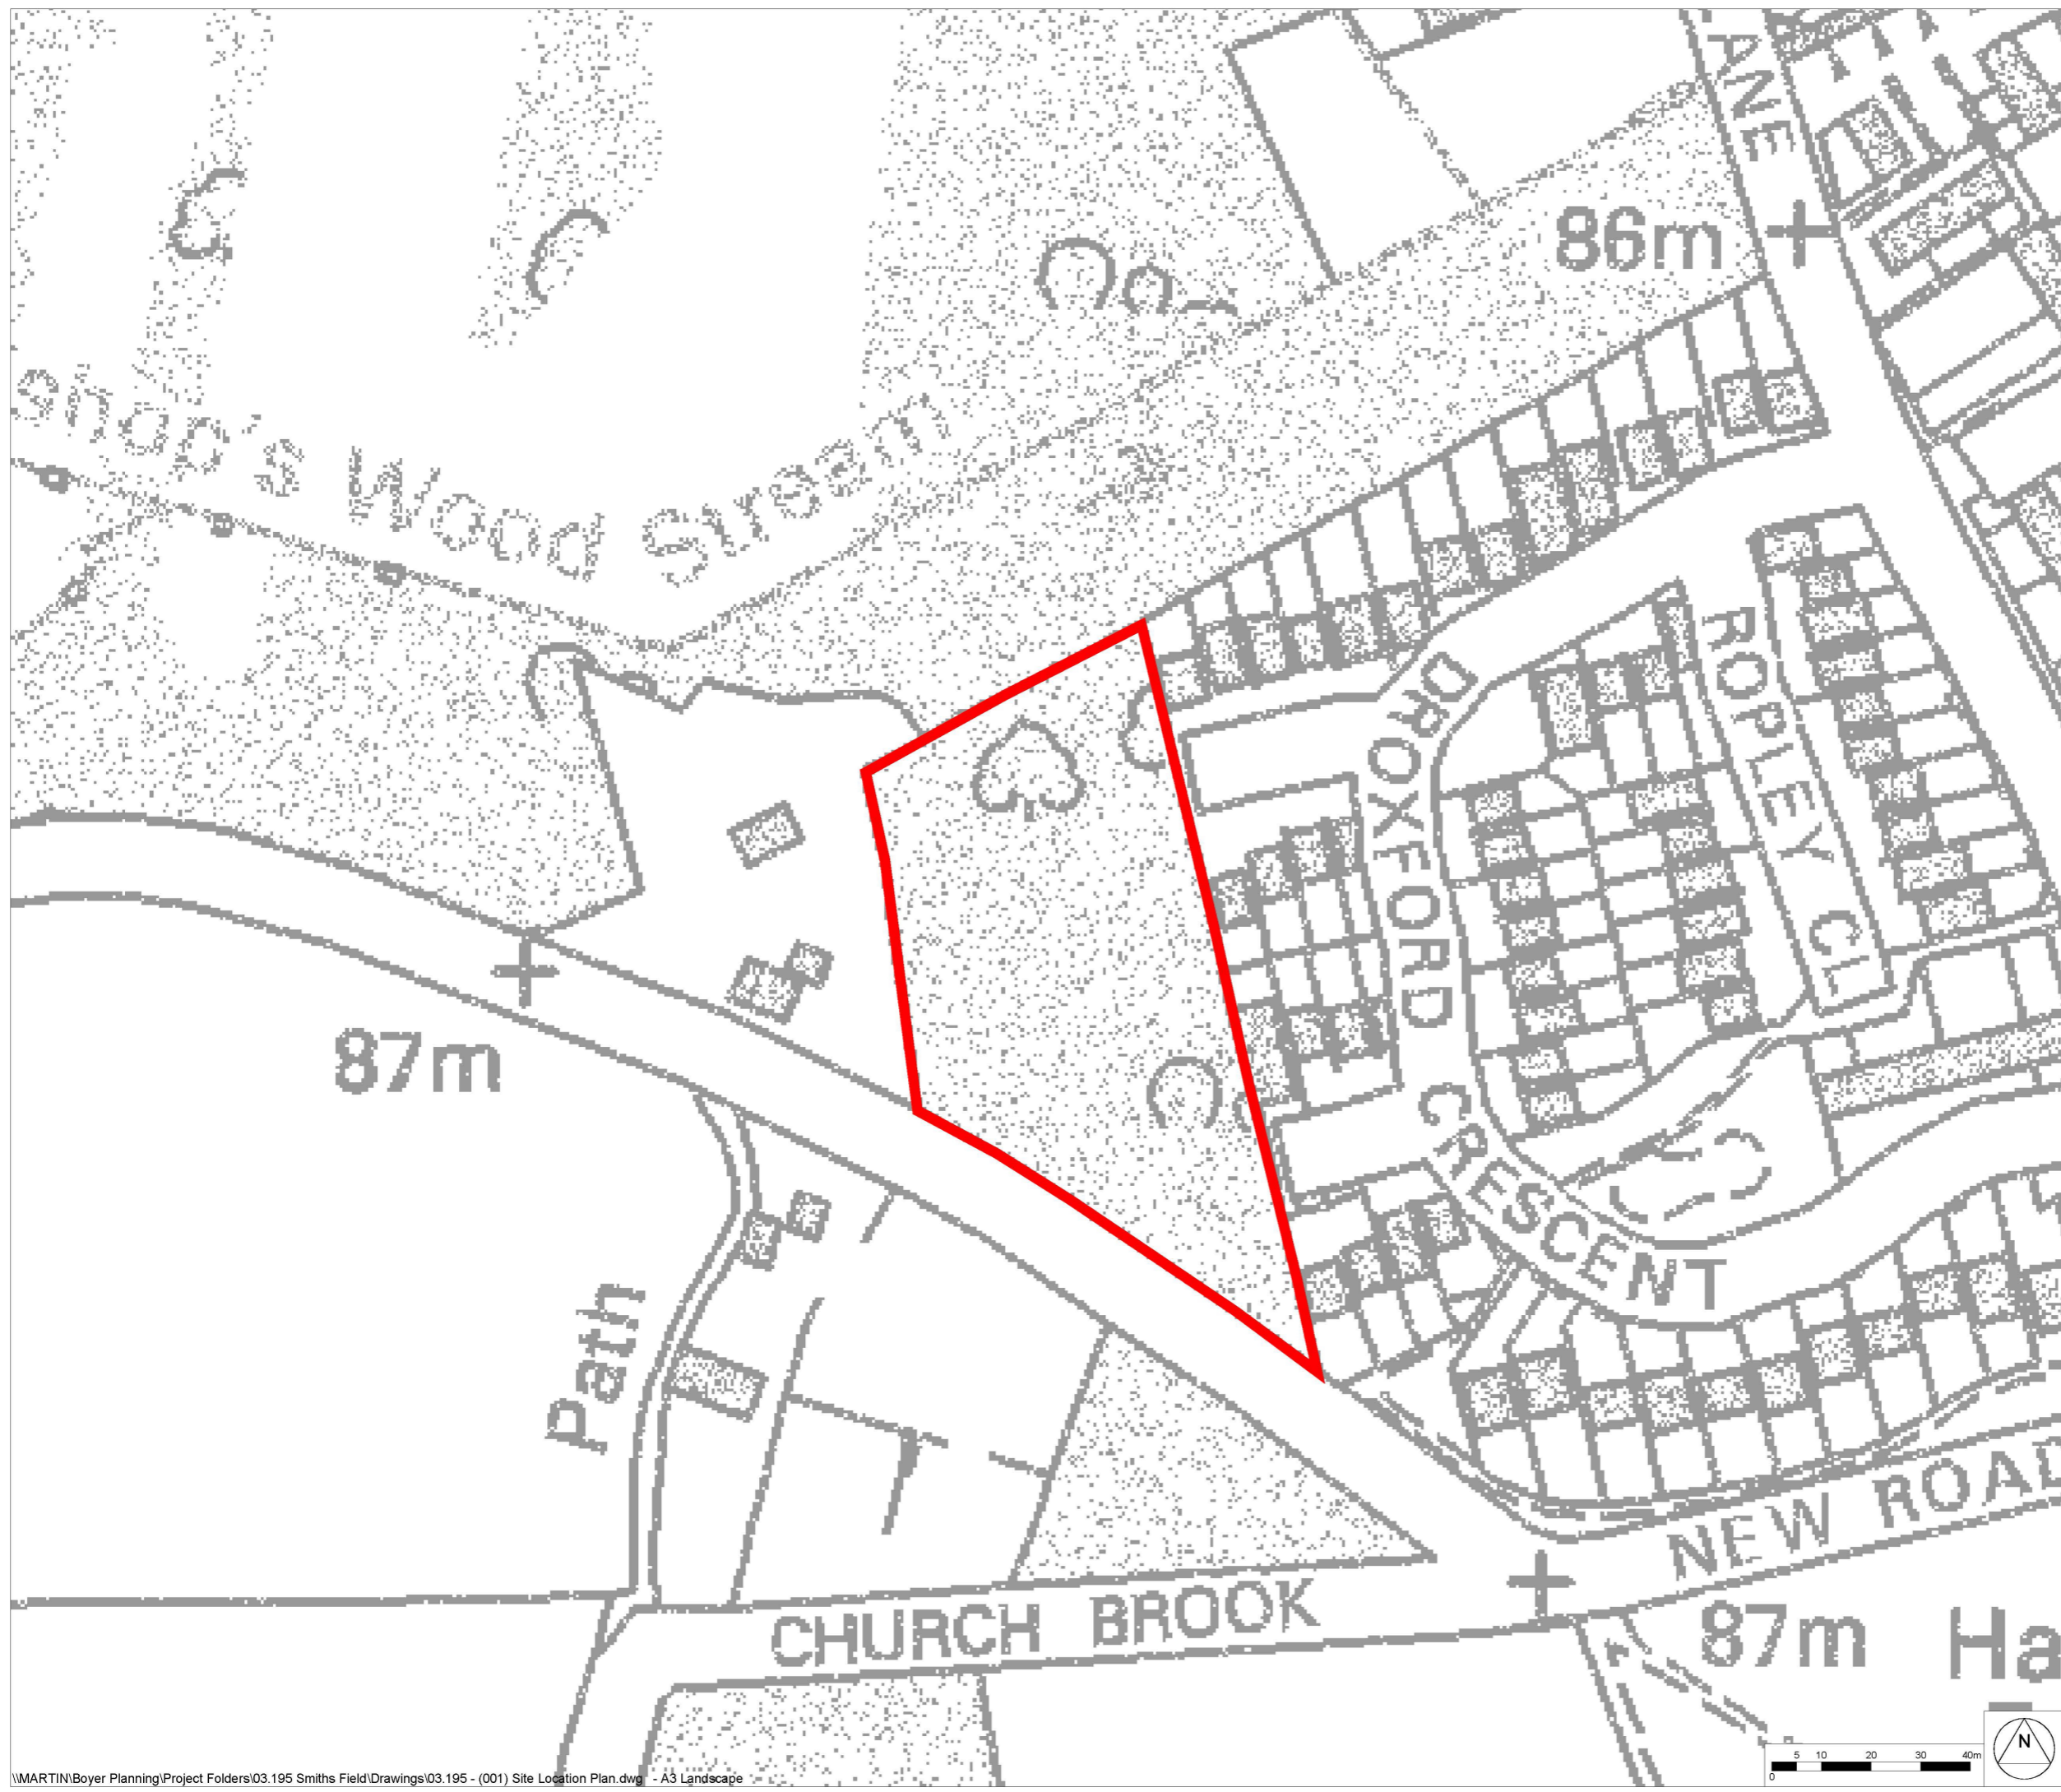 86m
Wood Stream
DROXFORD CRESCENT
ROPLEY CL
87m
Path
NEW ROAD
CHURCH BROOK
87m
Ha
N
0 5 10 20 30 40m
\\MARTIN\Boyer Planning\Project Folders\03.195 Smiths Field\Drawings\03.195 - (001) Site Location Plan.dwg - A3 Landscape